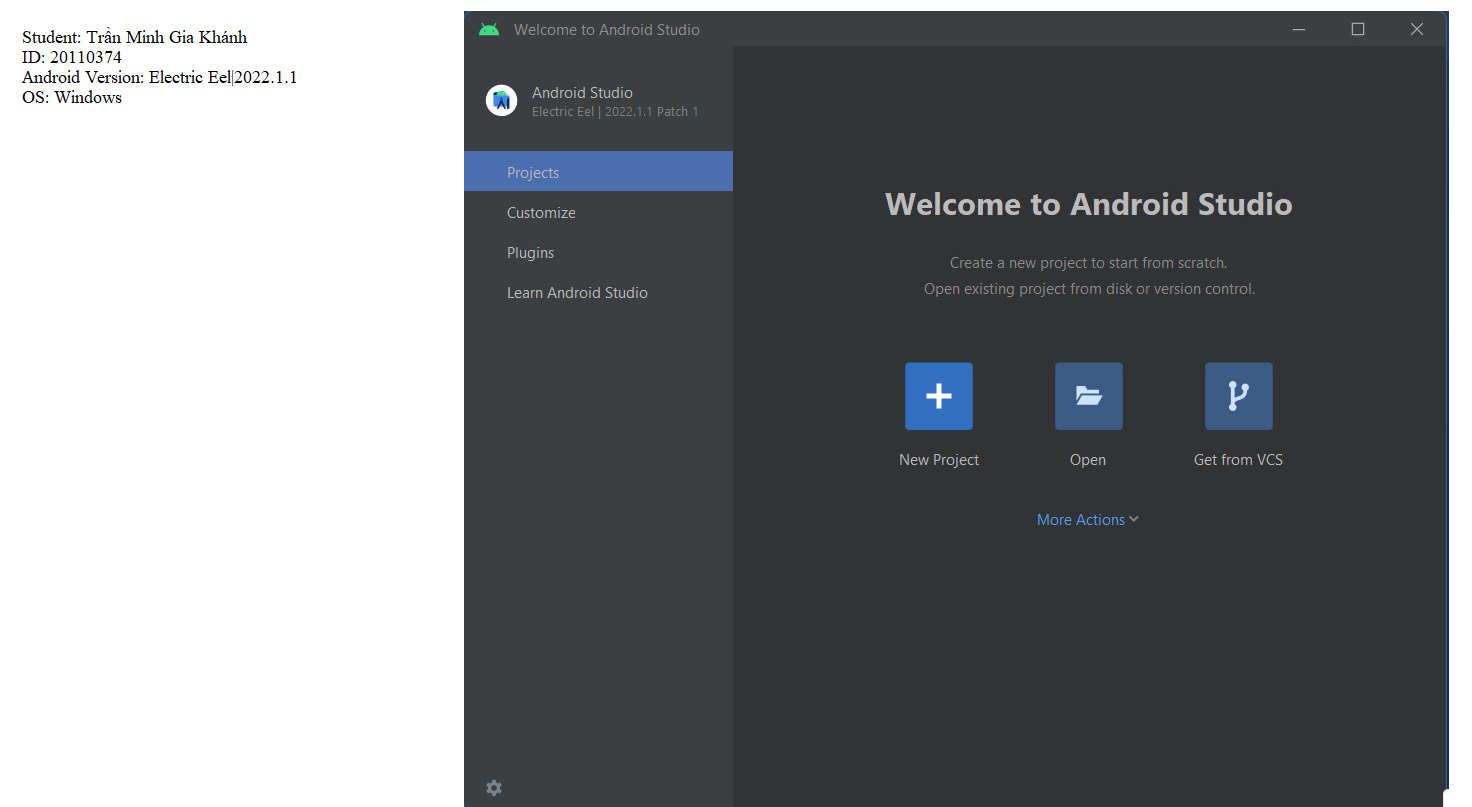 Student: Trần Minh Gia Khánh
ID: 20110374
Android Version: Electric Eel|2022.1.1
OS: Windows
Welcome to Android Studio
Android Studio
Electric Eel | 2022.1.1 Patch 1
Projects
Customize
Plugins
Learn Android Studio
Welcome to Android Studio
Create a new project to start from scratch.
Open existing project from disk or version control.
New Project
Open
Get from VCS
More Actions